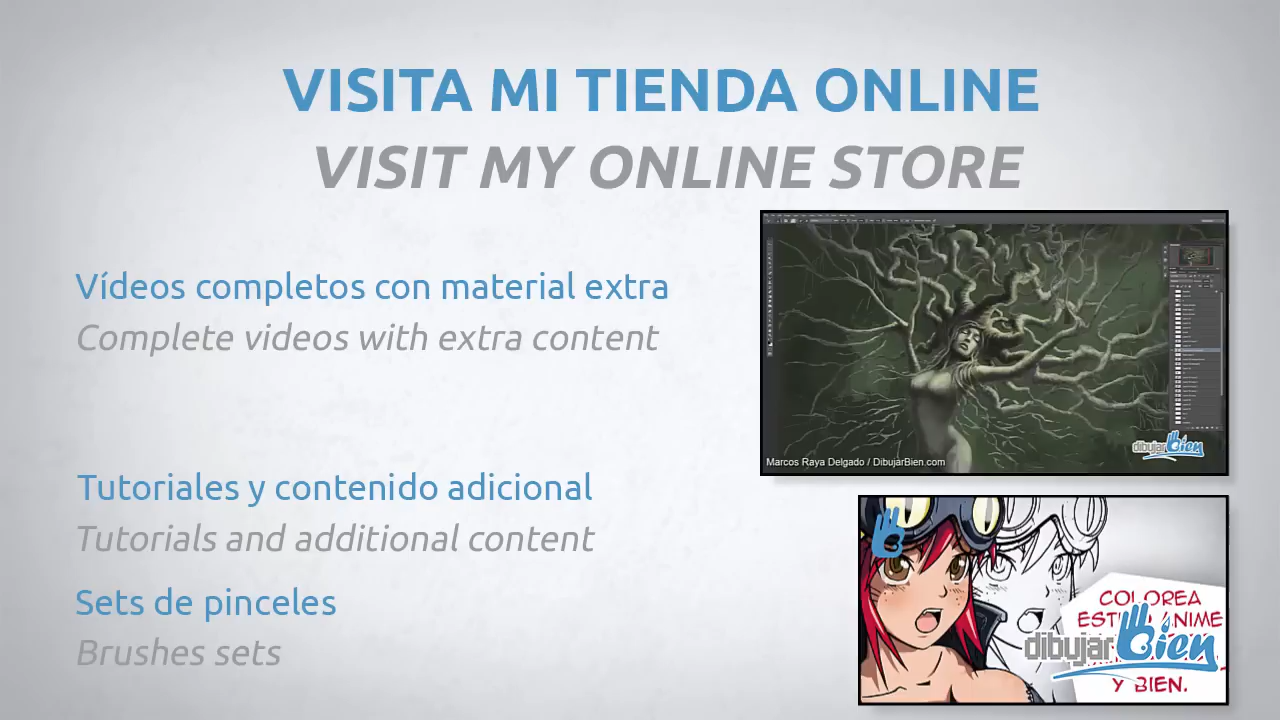 VISITA MI TIENDA ONLINE
VISIT MY ONLINE STORE
Vídeos completos con material extra
Complete videos with extra content
Marcos Raya Delgado / DibujarBien.com
dibujarBien
Tutoriales y contenido adicional
Tutorials and additional content
Sets de pinceles
Brushes sets
COLOREA
ANIME
dibujarBien
Y BIEN.